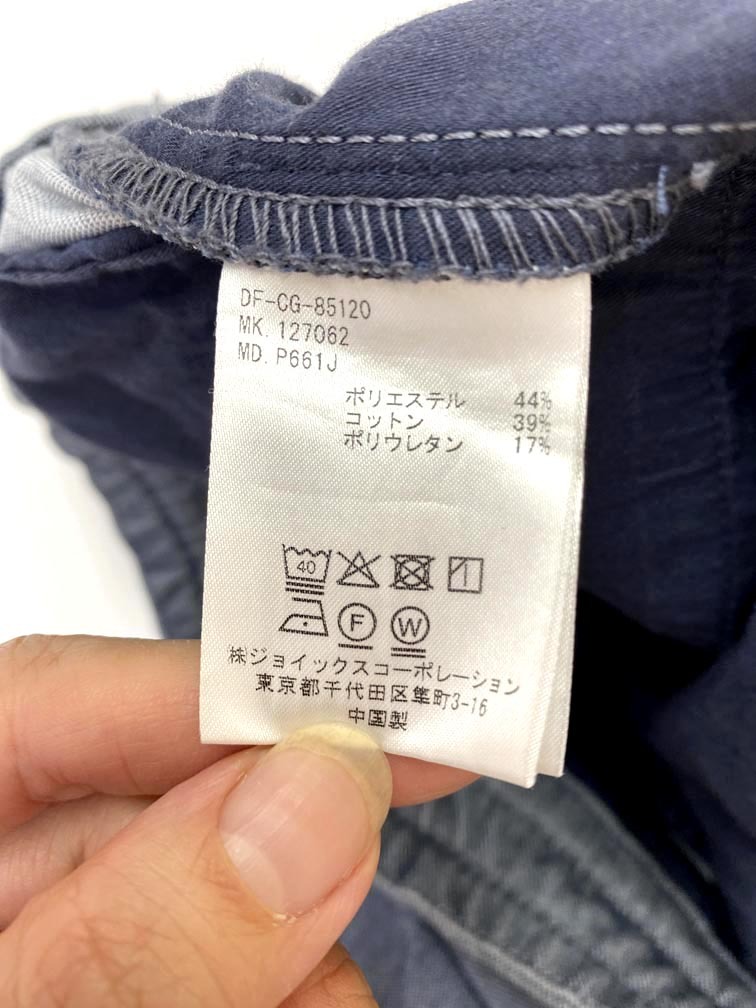 DF-CG-85120
MK. 127062
MD. P661J
ポリエステル 44%
コットン 39%
ポリウレタン 17%
40
F W
株ジョイックスコーポレーション
東京都千代田区隼町3-16
中国製